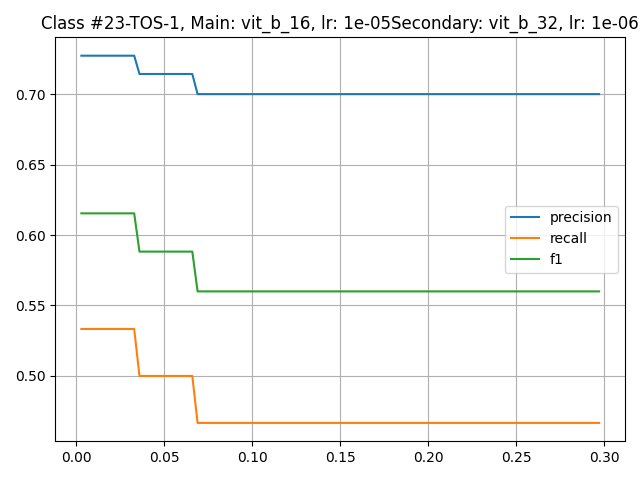 Class #23-TOS-1, Main: vit_b_16, lr: 1e-05Secondary: vit_b_32, lr: 1e-06
0.70
0.65
0.60
0.55
0.50
precision
recall
f1
0.00 0.05 0.10 0.15 0.20 0.25 0.30